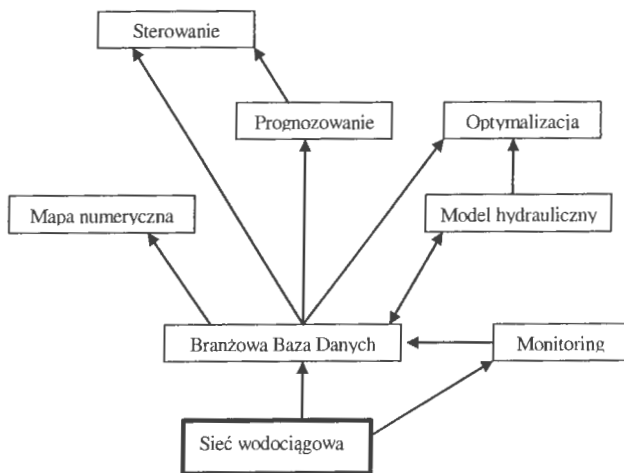 Sterowanie
Prognozowanie
Optymalizacja
Mapa numeryczna
Model hydrauliczny
Branżowa Baza Danych
Monitoring
Sieć wodociągowa